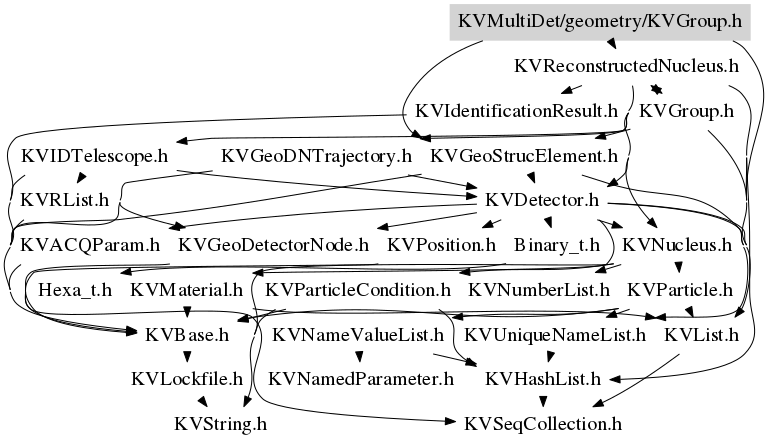 KVMultiDet/geometry/KVGroup.h
KVReconstructedNucleus.h
KVIdentificationResult.h
KVGroup.h
KVIDTelescope.h
KVGeoDNTrajectory.h
KVGeoStrucElement.h
KVRList.h
KVDetector.h
KVACQParam.h
KVGeoDetectorNode.h
KVPosition.h
Binary_t.h
KVNucleus.h
Hexa_t.h
KVMaterial.h
KVParticleCondition.h
KVNumberList.h
KVParticle.h
KVBase.h
KVNameValueList.h
KVUniqueNameList.h
KVList.h
KVLockfile.h
KVNamedParameter.h
KVHashList.h
KVString.h
KVSeqCollection.h